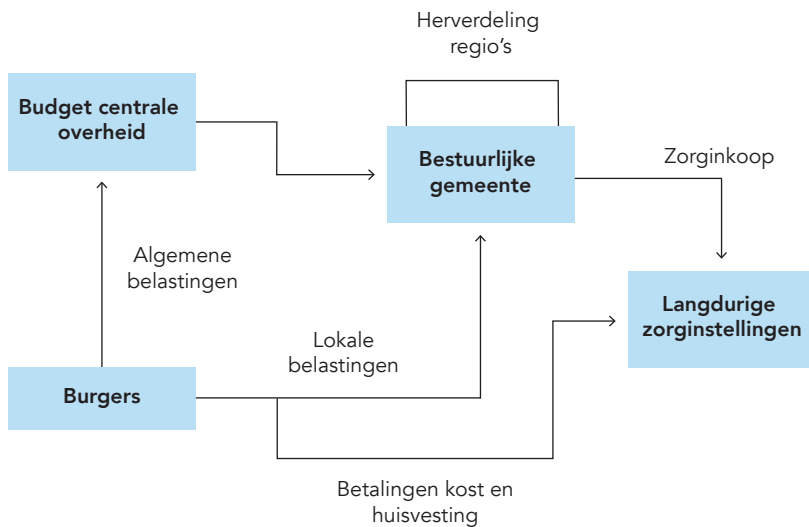 Herverdeling
regio's
Budget centrale
overheid
Bestuurlijke
gemeente
Zorginkoop
Algemene
belastingen
Langdurige
zorginstellingen
Lokale
belastingen
Burgers
Betalingen kost en
huisvesting